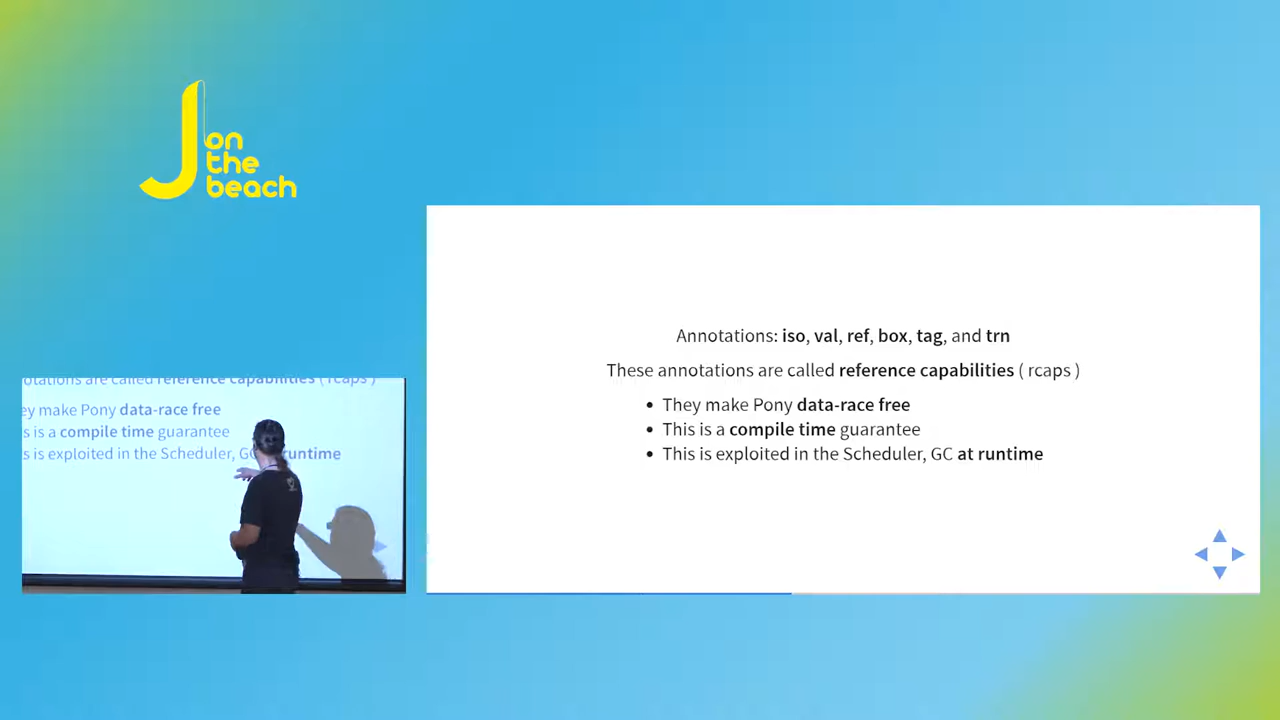 J on
the
beach
Annotations: iso, val, ref, box, tag, and trn
These annotations are called reference capabilities ( rcaps )
• They make Pony data-race free
• This is a compile time guarantee
• This is exploited in the Scheduler, GC at runtime
otations are called reference capabilities ( rcaps )
ey make Pony data-race free
s is a compile time guarantee
s is exploited in the Scheduler, GC runtime